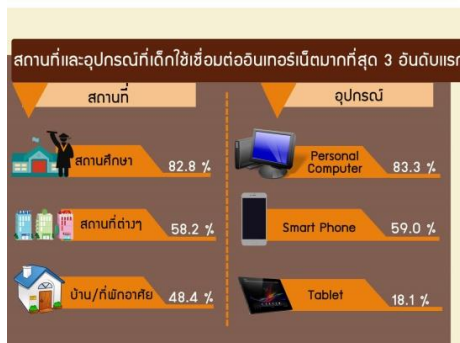 สถานที่และอุปกรณ์ที่เด็กใช้เชื่อมต่ออินเทอร์เน็ตมากที่สุด 3 อันดับแรก
สถานที่
สถานศึกษา 82.8 %
สถานที่ต่างๆ 58.2 %
บ้าน/ที่พักอาศัย 48.4 %
อุปกรณ์
Personal
Computer 83.3 %
Smart Phone 59.0 %
Tablet 18.1 %